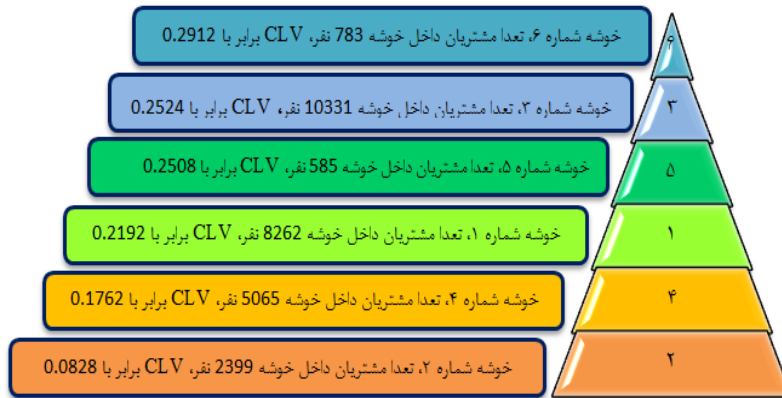 خوشه شماره ۶، تعدا مشتریان داخل خوشه 783 نفر، CLV برابر با 0.2912
۶
خوشه شماره ۳، تعدا مشتریان داخل خوشه 10331 نفر، CLV برابر با 0.2524
۳
خوشه شماره ۵، تعدا مشتریان داخل خوشه 585 نفر، CLV برابر با 0.2508
۵
خوشه شماره ۱، تعدا مشتریان داخل خوشه 8262 نفر، CLV برابر با 0.2192
۱
خوشه شماره ۴، تعدا مشتریان داخل خوشه 5065 نفر، CLV برابر با 0.1762
۴
خوشه شماره ۲، تعدا مشتریان داخل خوشه 2399 نفر، CLV برابر با 0.0828
۲